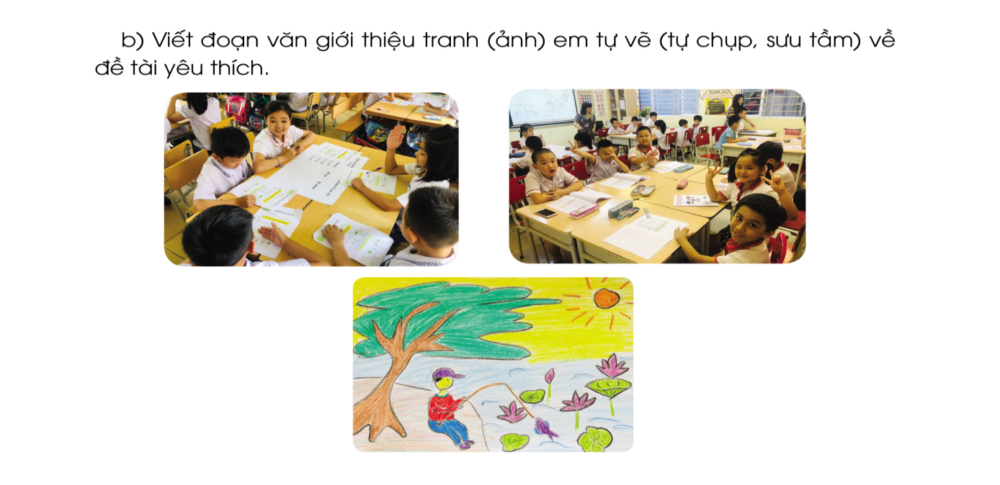 b) Viết đoạn văn giới thiệu tranh (ảnh) em tự vẽ (tự chụp, sưu tầm) về
đề tài yêu thích.